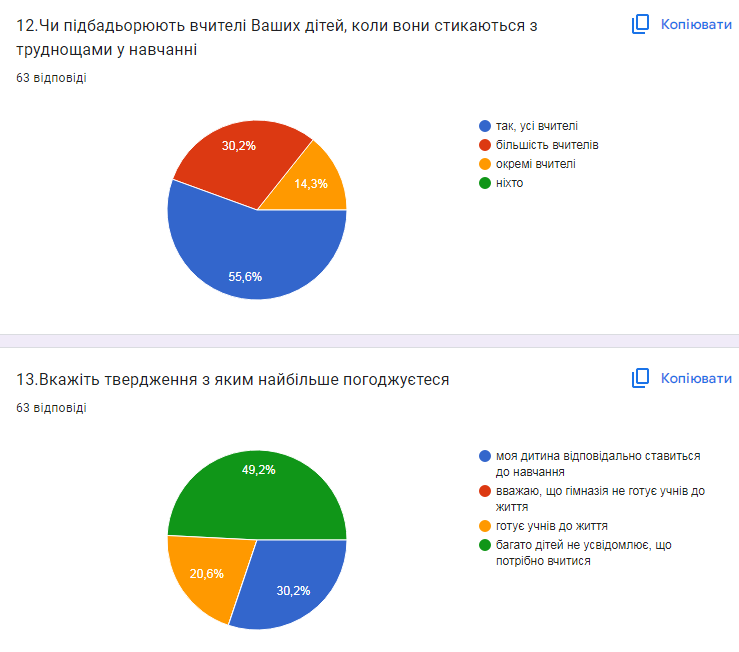 12.Чи підбадьорюють вчителі Ваших дітей, коли вони стикаються з
труднощами у навчанні
Копіювати
63 відповіді
30,2%
14,3%
55,6%
так, усі вчителі
більшість вчителів
окремі вчителі
ніхто
13.Вкажіть твердження з яким найбільше погоджуєтеся
Копіювати
63 відповіді
49,2%
20,6%
30,2%
моя дитина відповідально ставиться
до навчання
вважаю, що гімназія не готує учнів до
життя
готує учнів до життя
багато дітей не усвідомлює, що
потрібно вчитися